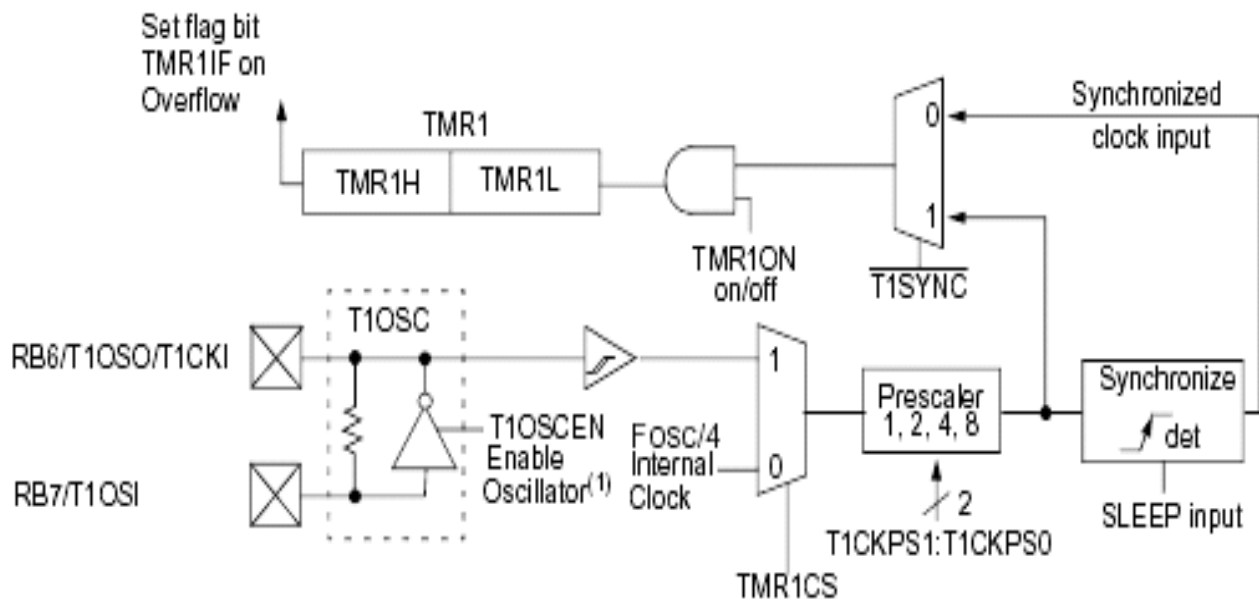 Set flag bit
TMR1IF on
Overflow
TMR1
TMR1H
TMR1L
TMR1ON
on/off
0
1
T1SYNC
Synchronized
clock input
RB6/T1OSO/T1CKI
RB7/T1OSI
T1OSC
T1OSCEN
Enable
Oscillator(1)
FOSC/4
Internal
Clock
1
0
TMR1CS
Prescaler
1, 2, 4, 8
2
T1CKPS1:T1CKPS0
Synchronize
det
SLEEP input